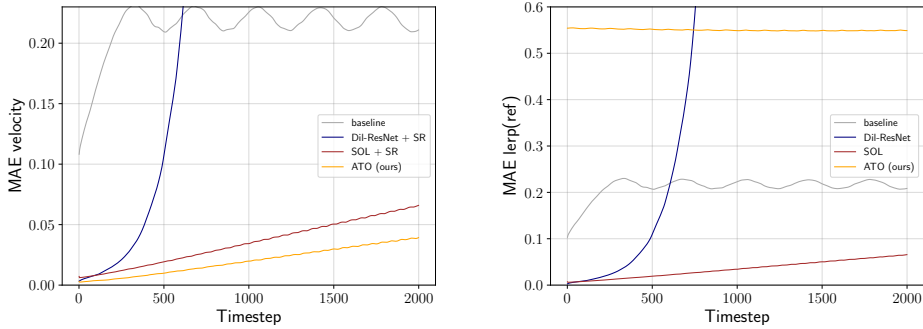 MAE velocity
0.20
0.15
0.10
0.05
0.00
0 500 1000 1500 2000
Timestep
baseline
Dil-ResNet + SR
SOL + SR
ATO (ours)
MAE lerp(ref)
0.6
0.5
0.4
0.3
0.2
0.1
0.0
0 500 1000 1500 2000
Timestep
baseline
Dil-ResNet
SOL
ATO (ours)